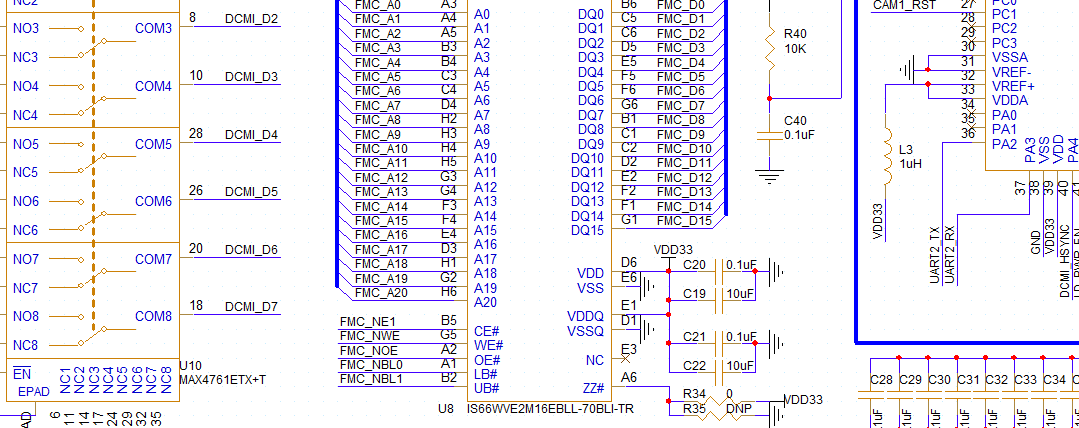 NC2
NO3 COM3 8 DCMI_D2
NC3
NO4 COM4 10 DCMI_D3
NC4
NO5 COM5 28 DCMI_D4
NC5
NO6 COM6 26 DCMI_D5
NC6
NO7 COM7 20 DCMI_D6
NC7
NO8 COM8 18 DCMI_D7
NC8
EN
EPAD
NC1
NC2
NC3
NC4
NC5
NC6
NC7
NC8
U10
MAX4761ETX+T
AD
6
11
14
17
24
29
32
35
FMC_A0 A3 A0
FMC_A1 A4 A1
FMC_A2 A5 A2
FMC_A3 B3 A3
FMC_A4 B4 A4
FMC_A5 C3 A5
FMC_A6 C4 A6
FMC_A7 D4 A7
FMC_A8 H2 A8
FMC_A9 H3 A9
FMC_A10 H4 A10
FMC_A11 H5 A11
FMC_A12 G3 A12
FMC_A13 G4 A13
FMC_A14 F3 A14
FMC_A15 F4 A15
FMC_A16 E4 A16
FMC_A17 D3 A17
FMC_A18 H1 A18
FMC_A19 G2 A19
FMC_A20 H6 A20
FMC_NE1 B5 CE#
FMC_NWE G5 WE#
FMC_NOE A2 OE#
FMC_NBL0 A1 LB#
FMC_NBL1 B2 UB#
DQ0 B6 FMC_D0
DQ1 C5 FMC_D1
DQ2 C6 FMC_D2
DQ3 D5 FMC_D3
DQ4 E5 FMC_D4
DQ5 F5 FMC_D5
DQ6 F6 FMC_D6
DQ7 G6 FMC_D7
DQ8 B1 FMC_D8
DQ9 C1 FMC_D9
DQ10 C2 FMC_D10
DQ11 D2 FMC_D11
DQ12 E2 FMC_D12
DQ13 F2 FMC_D13
DQ14 F1 FMC_D14
DQ15 G1 FMC_D15
VDD D6
VSS E6
VDDQ E1
VSSQ D1
NC E3
ZZ# A6
U8 IS66WVE2M16EBLL-70BLI-TR
VDD33
C20 0.1uF
C19 10uF
C21 0.1uF
C22 10uF
R34 0 VDD33
R35 DNP
R40
10K
C40
0.1uF
CAM1_RST 27 PC0
28 PC1
29 PC2
30 PC3
31 VSSA
32 VREF-
33 VREF+
34 VDDA
35 PA0
36 PA1
PA2
PA3
VSS
VDD
PA4
37
38
39
40
41
L3
1uH
VDD33
UART2_TX
UART2_RX
GND
VDD33
DCMI_HSYNC
C28 C29 C30 C31 C32 C33 C34
1uF 1uF 1uF 1uF 1uF 1uF 1uF